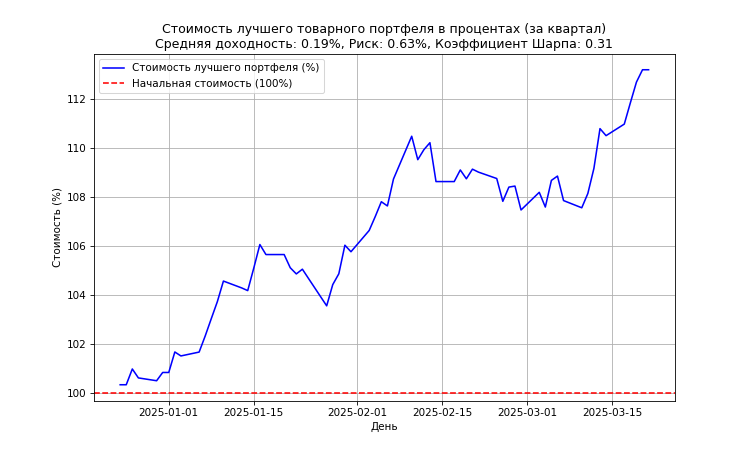 Стоимость лучшего товарного портфеля в процентах (за квартал)
Средняя доходность: 0.19%, Риск: 0.63%, Коэффициент Шарпа: 0.31
Стоимость лучшего портфеля (%)
Начальная стоимость (100%)
Стоимость (%)
112
110
108
106
104
102
100
2025-01-01
2025-01-15
2025-02-01
2025-02-15
2025-03-01
2025-03-15
День